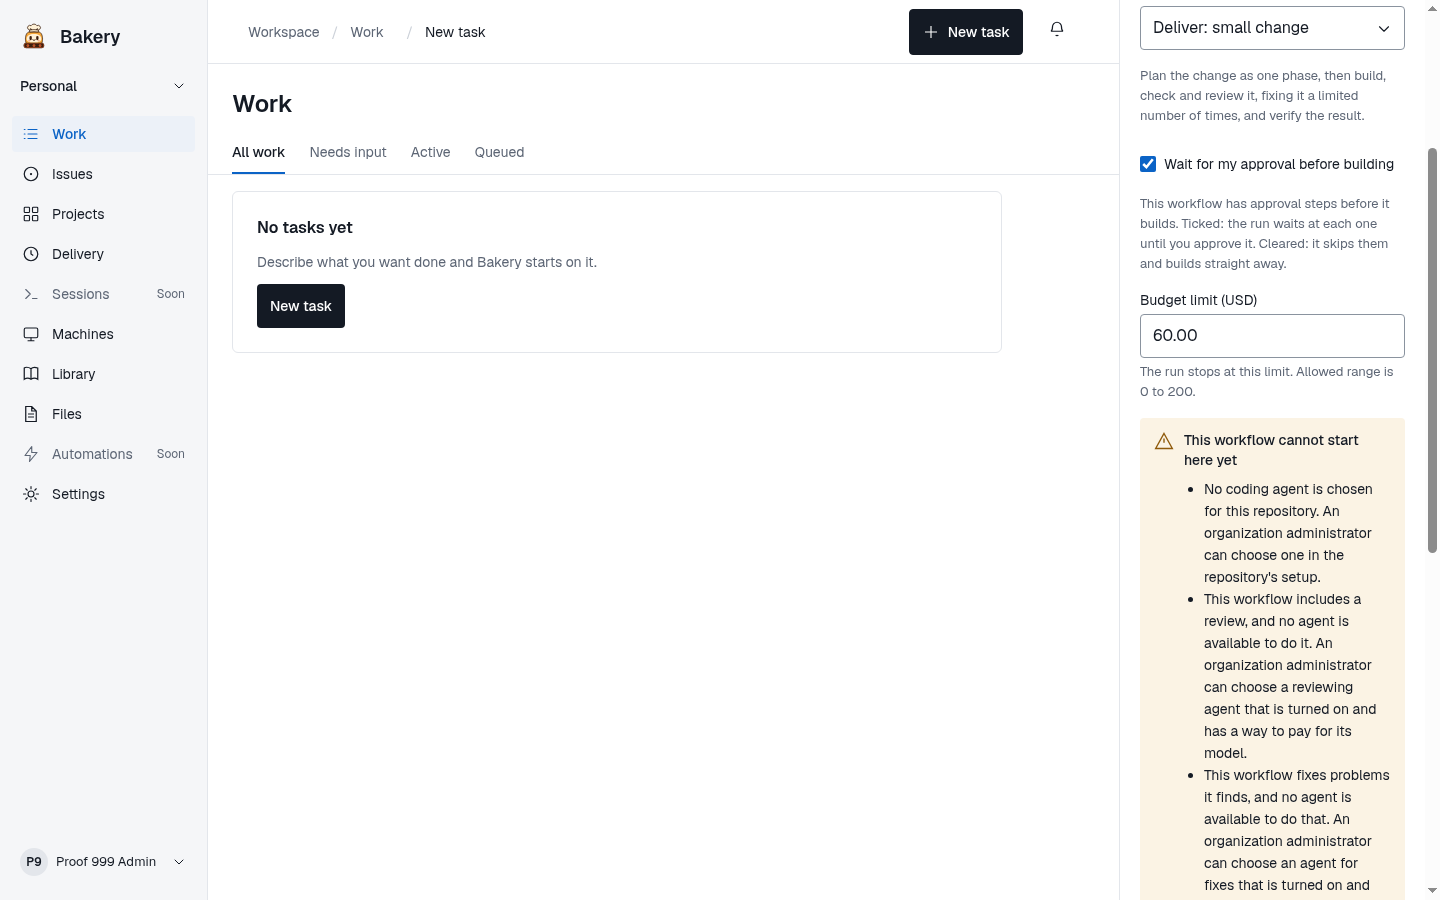 Bakery
Personal
Work
Issues
Projects
Delivery
Sessions Soon
Machines
Library
Files
Automations Soon
Settings
P9 Proof 999 Admin
Workspace / Work / New task
New task
Work
All work Needs input Active Queued
No tasks yet
Describe what you want done and Bakery starts on it.
New task
Deliver: small change
Plan the change as one phase, then build,
check and review it, fixing it a limited
number of times, and verify the result.
Wait for my approval before building
This workflow has approval steps before it
builds. Ticked: the run waits at each one
until you approve it. Cleared: it skips them
and builds straight away.
Budget limit (USD)
60.00
The run stops at this limit. Allowed range is
0 to 200.
This workflow cannot start
here yet
No coding agent is chosen
for this repository. An
organization administrator
can choose one in the
repository's setup.
This workflow includes a
review, and no agent is
available to do it. An
organization administrator
can choose a reviewing
agent that is turned on and
has a way to pay for its
model.
This workflow fixes problems
it finds, and no agent is
available to do that. An
organization administrator
can choose an agent for
fixes that is turned on and